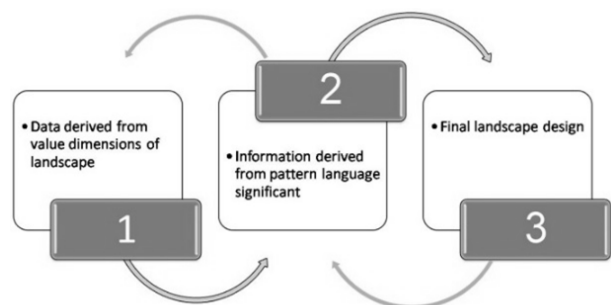 • Data derived from
value dimensions of
landscape
1
2
• Information derived
from pattern language
significant
• Final landscape design
3